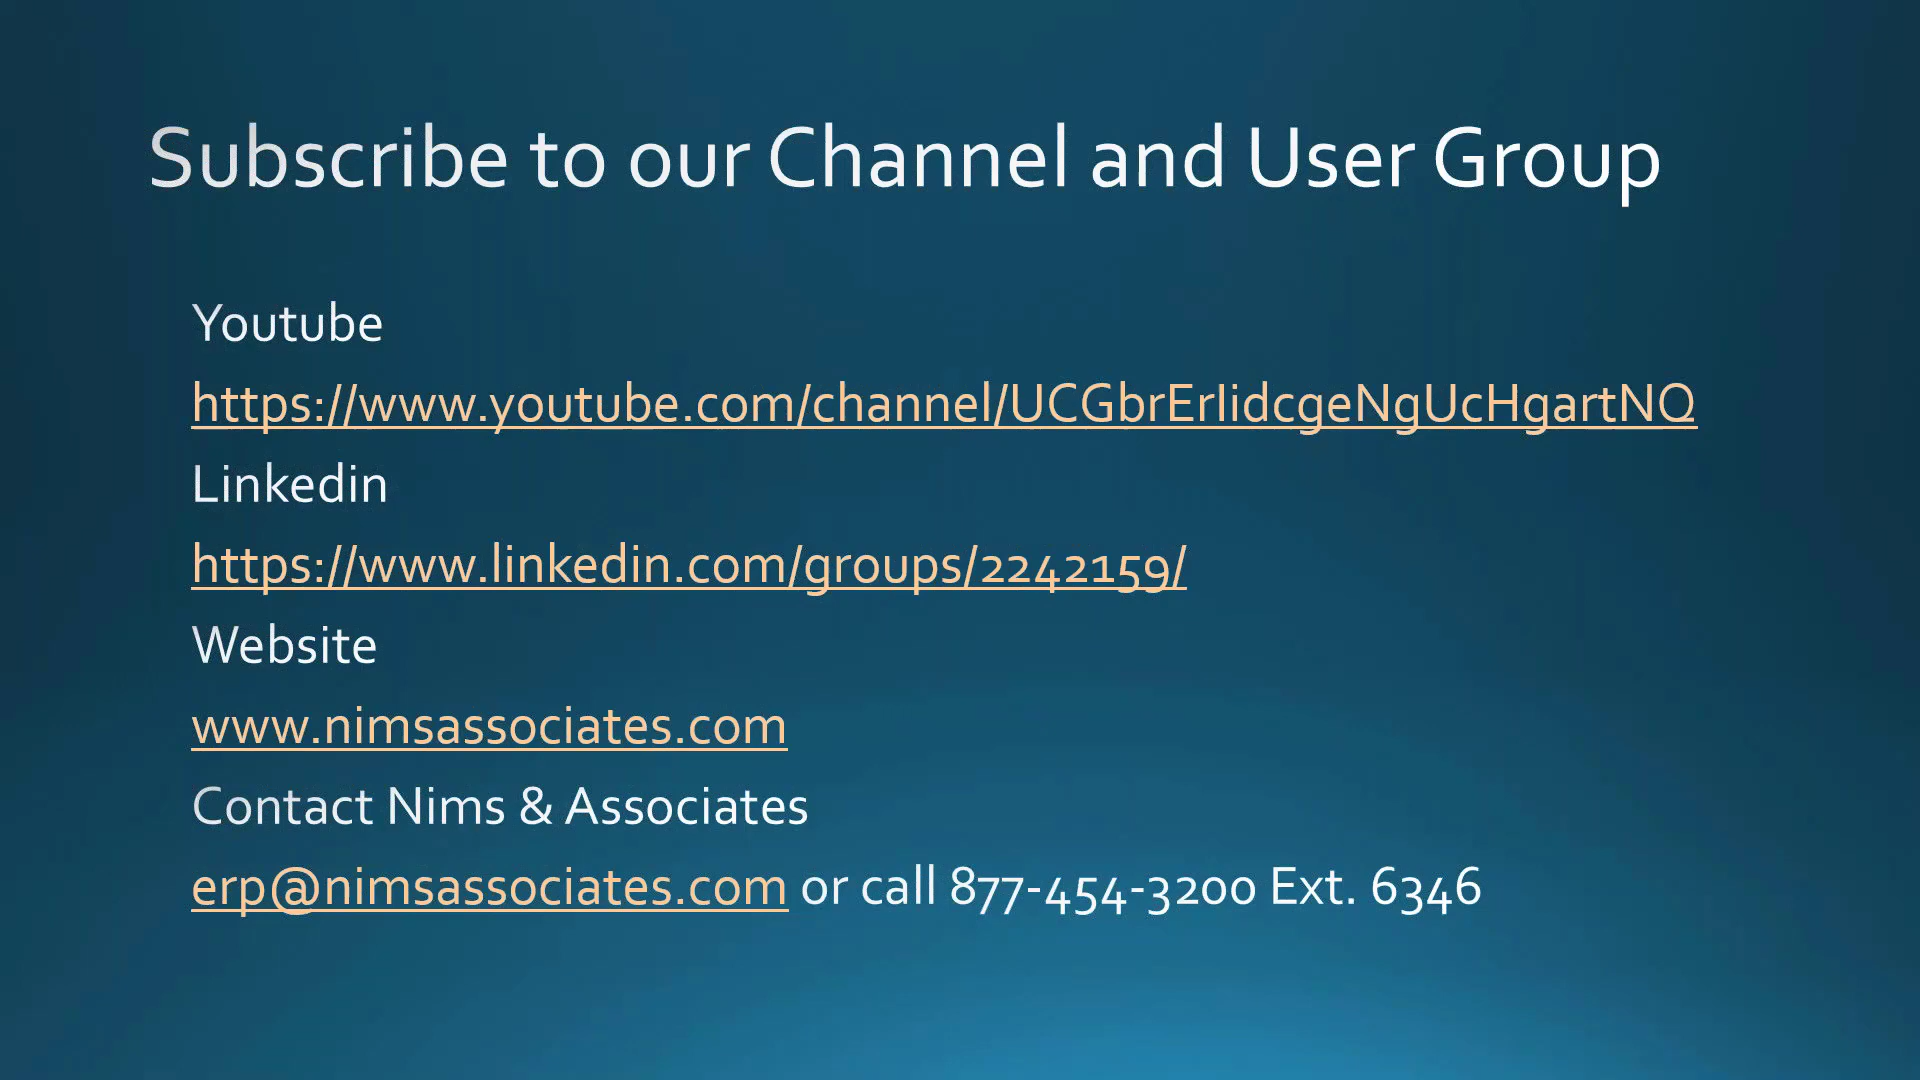 Subscribe to our Channel and User Group
Youtube
https://www.youtube.com/channel/UCGbrErIidcgeNgUcHgartNQ
Linkedin
https://www.linkedin.com/groups/2242159/
Website
www.nimsassociates.com
Contact Nims & Associates
erp@nimsassociates.com or call 877-454-3200 Ext. 6346